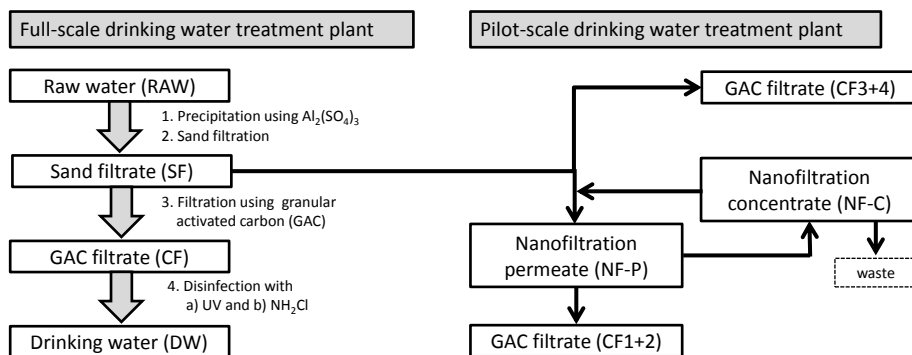 Full-scale drinking water treatment plant
Raw water (RAW)
1. Precipitation using Al₂(SO₄)₃
2. Sand filtration
Sand filtrate (SF)
3. Filtration using granular
activated carbon (GAC)
GAC filtrate (CF)
4. Disinfection with
a) UV and b) NH₂Cl
Drinking water (DW)
Pilot-scale drinking water treatment plant
GAC filtrate (CF3+4)
Nanofiltration
concentrate (NF-C)
Nanofiltration
permeate (NF-P)
waste
GAC filtrate (CF1+2)